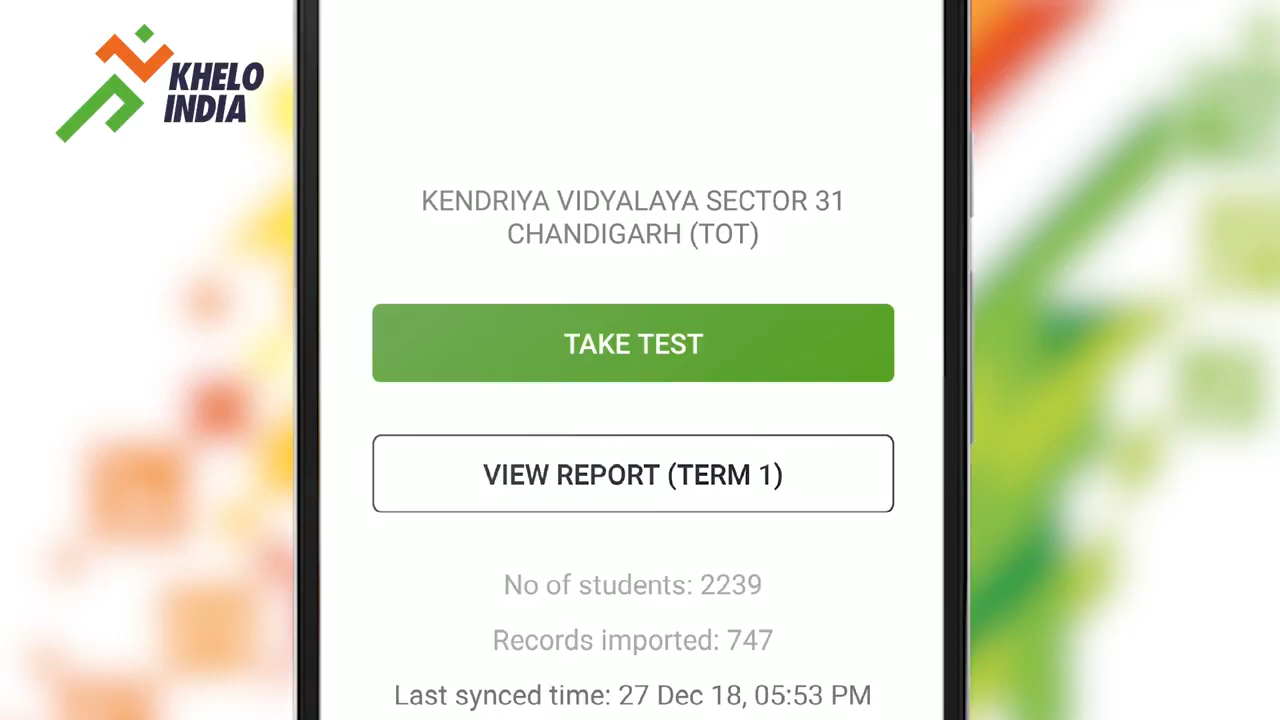 KHELO
INDIA
KENDRIYA VIDYALAYA SECTOR 31
CHANDIGARH (TOT)
TAKE TEST
VIEW REPORT (TERM 1)
No of students: 2239
Records imported: 747
Last synced time: 27 Dec 18, 05:53 PM